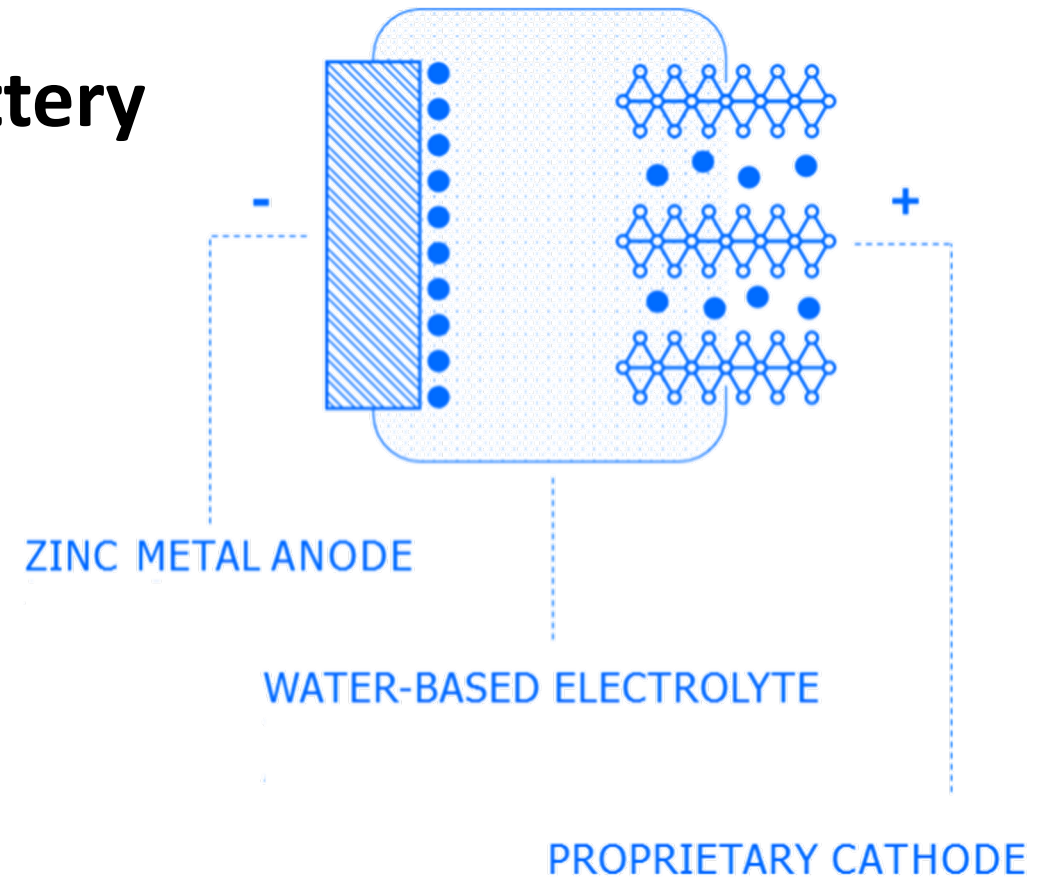 ttery
-
+
ZINC METAL ANODE
WATER-BASED ELECTROLYTE
PROPRIETARY CATHODE